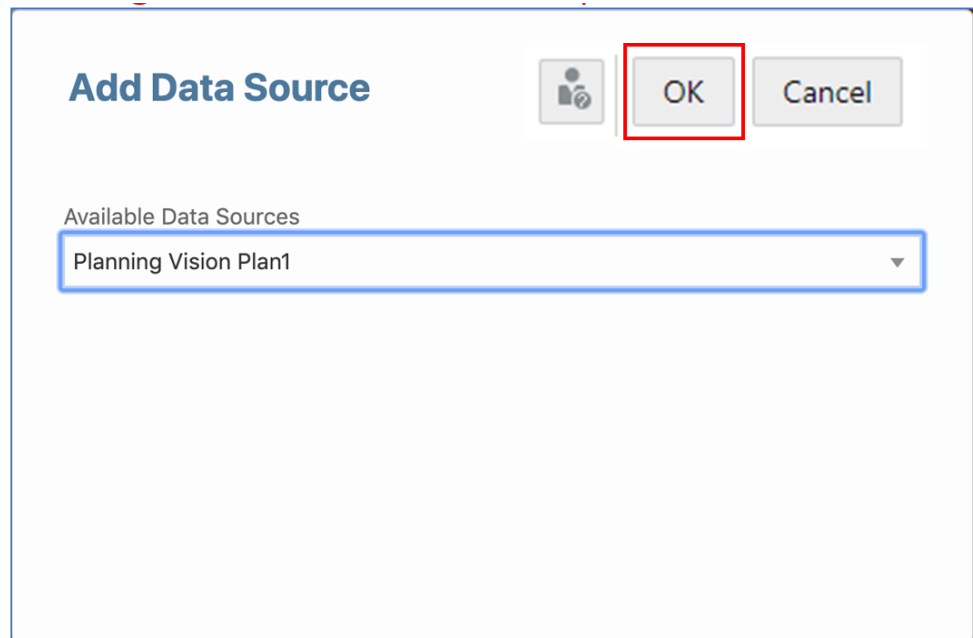 Add Data Source
OK
Cancel
Available Data Sources
Planning Vision Plan1